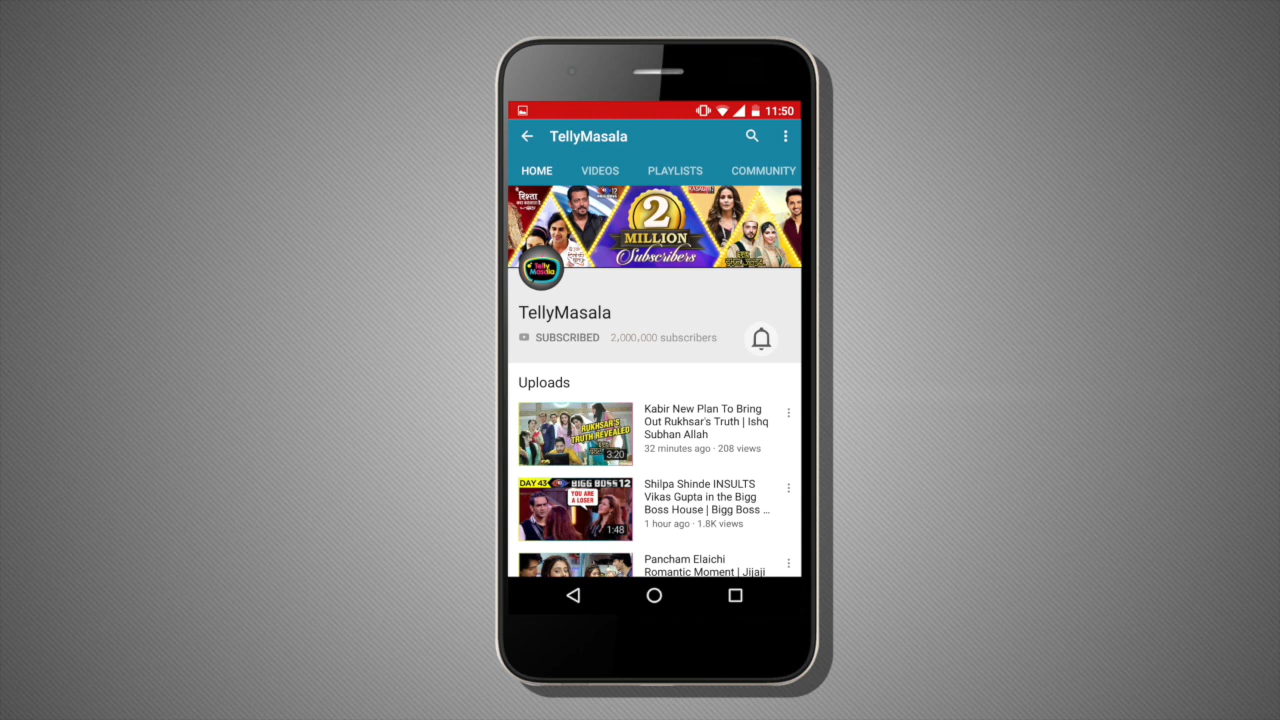 11:50
TellyMasala
HOME VIDEOS PLAYLISTS COMMUNITY
रिश्ता
2
MILLION
Subscribers
Telly
Masala
TellyMasala
SUBSCRIBED 2,000,000 subscribers
Uploads
RUKHSAR'S
TRUTH REVEALED
3:20
Kabir New Plan To Bring
Out Rukhsar's Truth | Ishq
Subhan Allah
32 minutes ago · 208 views
DAY 43 BIGG BOSS 12
YOU ARE
A LOSER
1:48
Shilpa Shinde INSULTS
Vikas Gupta in the Bigg
Boss House | Bigg Boss ...
1 hour ago · 1.8K views
Pancham Elaichi
Romantic Moment | Jijaji